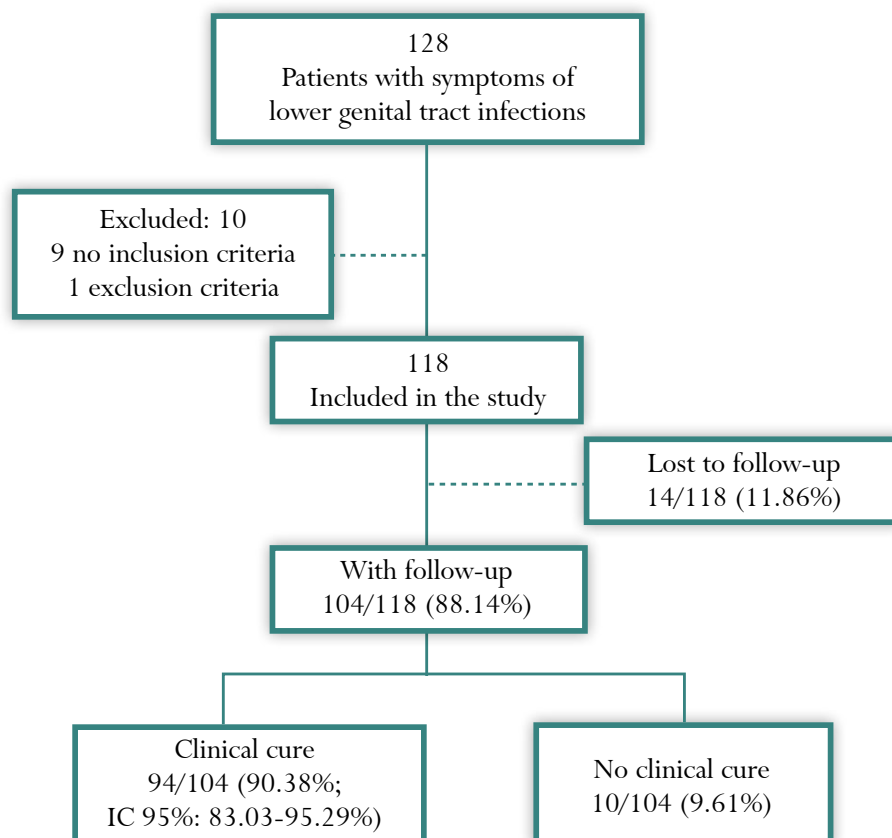 128
Patients with symptoms of
lower genital tract infections
Excluded: 10
9 no inclusion criteria
1 exclusion criteria
118
Included in the study
Lost to follow-up
14/118 (11.86%)
With follow-up
104/118 (88.14%)
Clinical cure
94/104 (90.38%;
IC 95%: 83.03-95.29%)
No clinical cure
10/104 (9.61%)